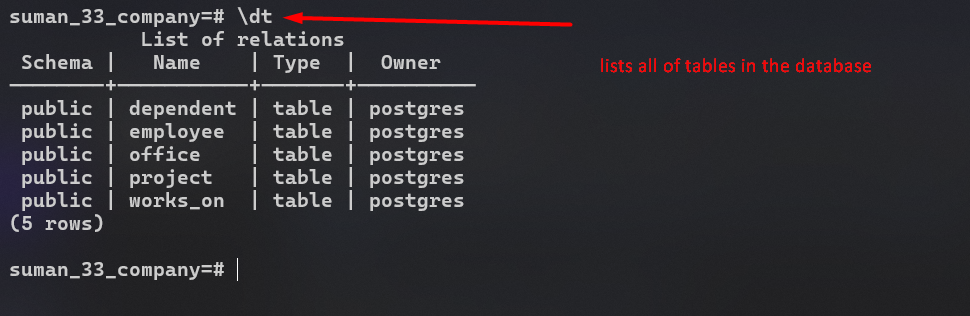 suman_33_company=# \dt
List of relations
Schema | Name | Type | Owner
--------+-----------+-------+----------
public | dependent | table | postgres
public | employee | table | postgres
public | office | table | postgres
public | project | table | postgres
public | works_on | table | postgres
(5 rows)
lists all of tables in the database
suman_33_company=#